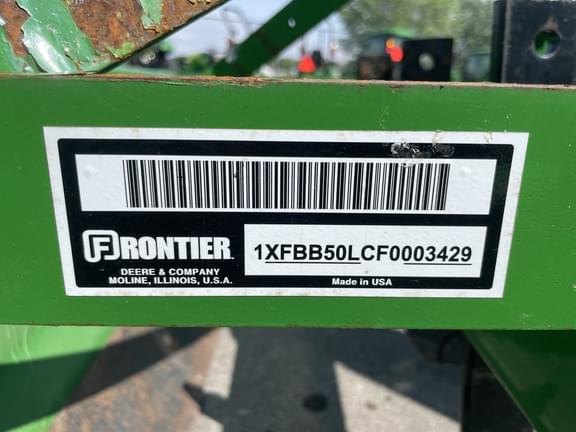 FRONTIER
DEERE & COMPANY
MOLINE, ILLINOIS, U.S.A.
1XFBB50LCF0003429
Made in USA